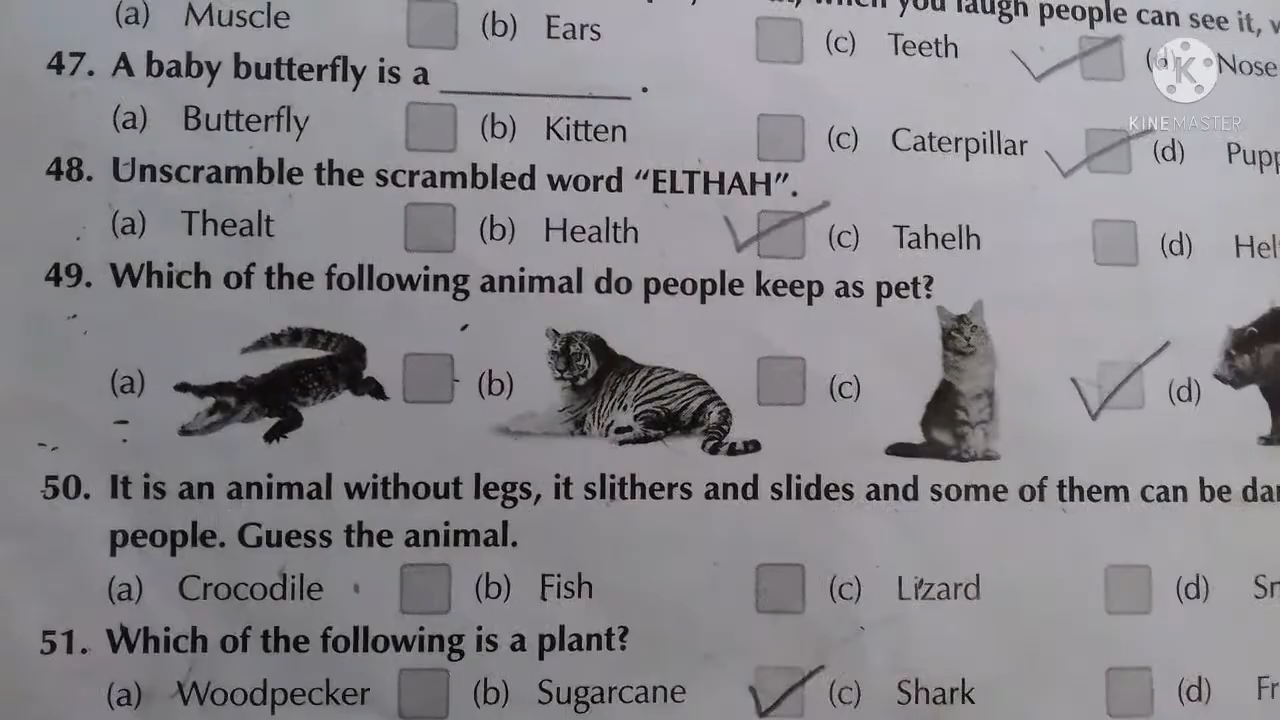 you laugh people can see it,
(a) Muscle (b) Ears (c) Teeth (d) Nose
47. A baby butterfly is a __________ .
KINEMASTER
(a) Butterfly (b) Kitten (c) Caterpillar (d) Pupp
48. Unscramble the scrambled word “ELTHAH”.
(a) Thealt (b) Health (c) Tahelh (d) Hel
49. Which of the following animal do people keep as pet?
(a) (b) (c) (d)
50. It is an animal without legs, it slithers and slides and some of them can be da
people. Guess the animal.
(a) Crocodile (b) Fish (c) Lizard (d) Sn
51. Which of the following is a plant?
(a) Woodpecker (b) Sugarcane (c) Shark (d) Fr